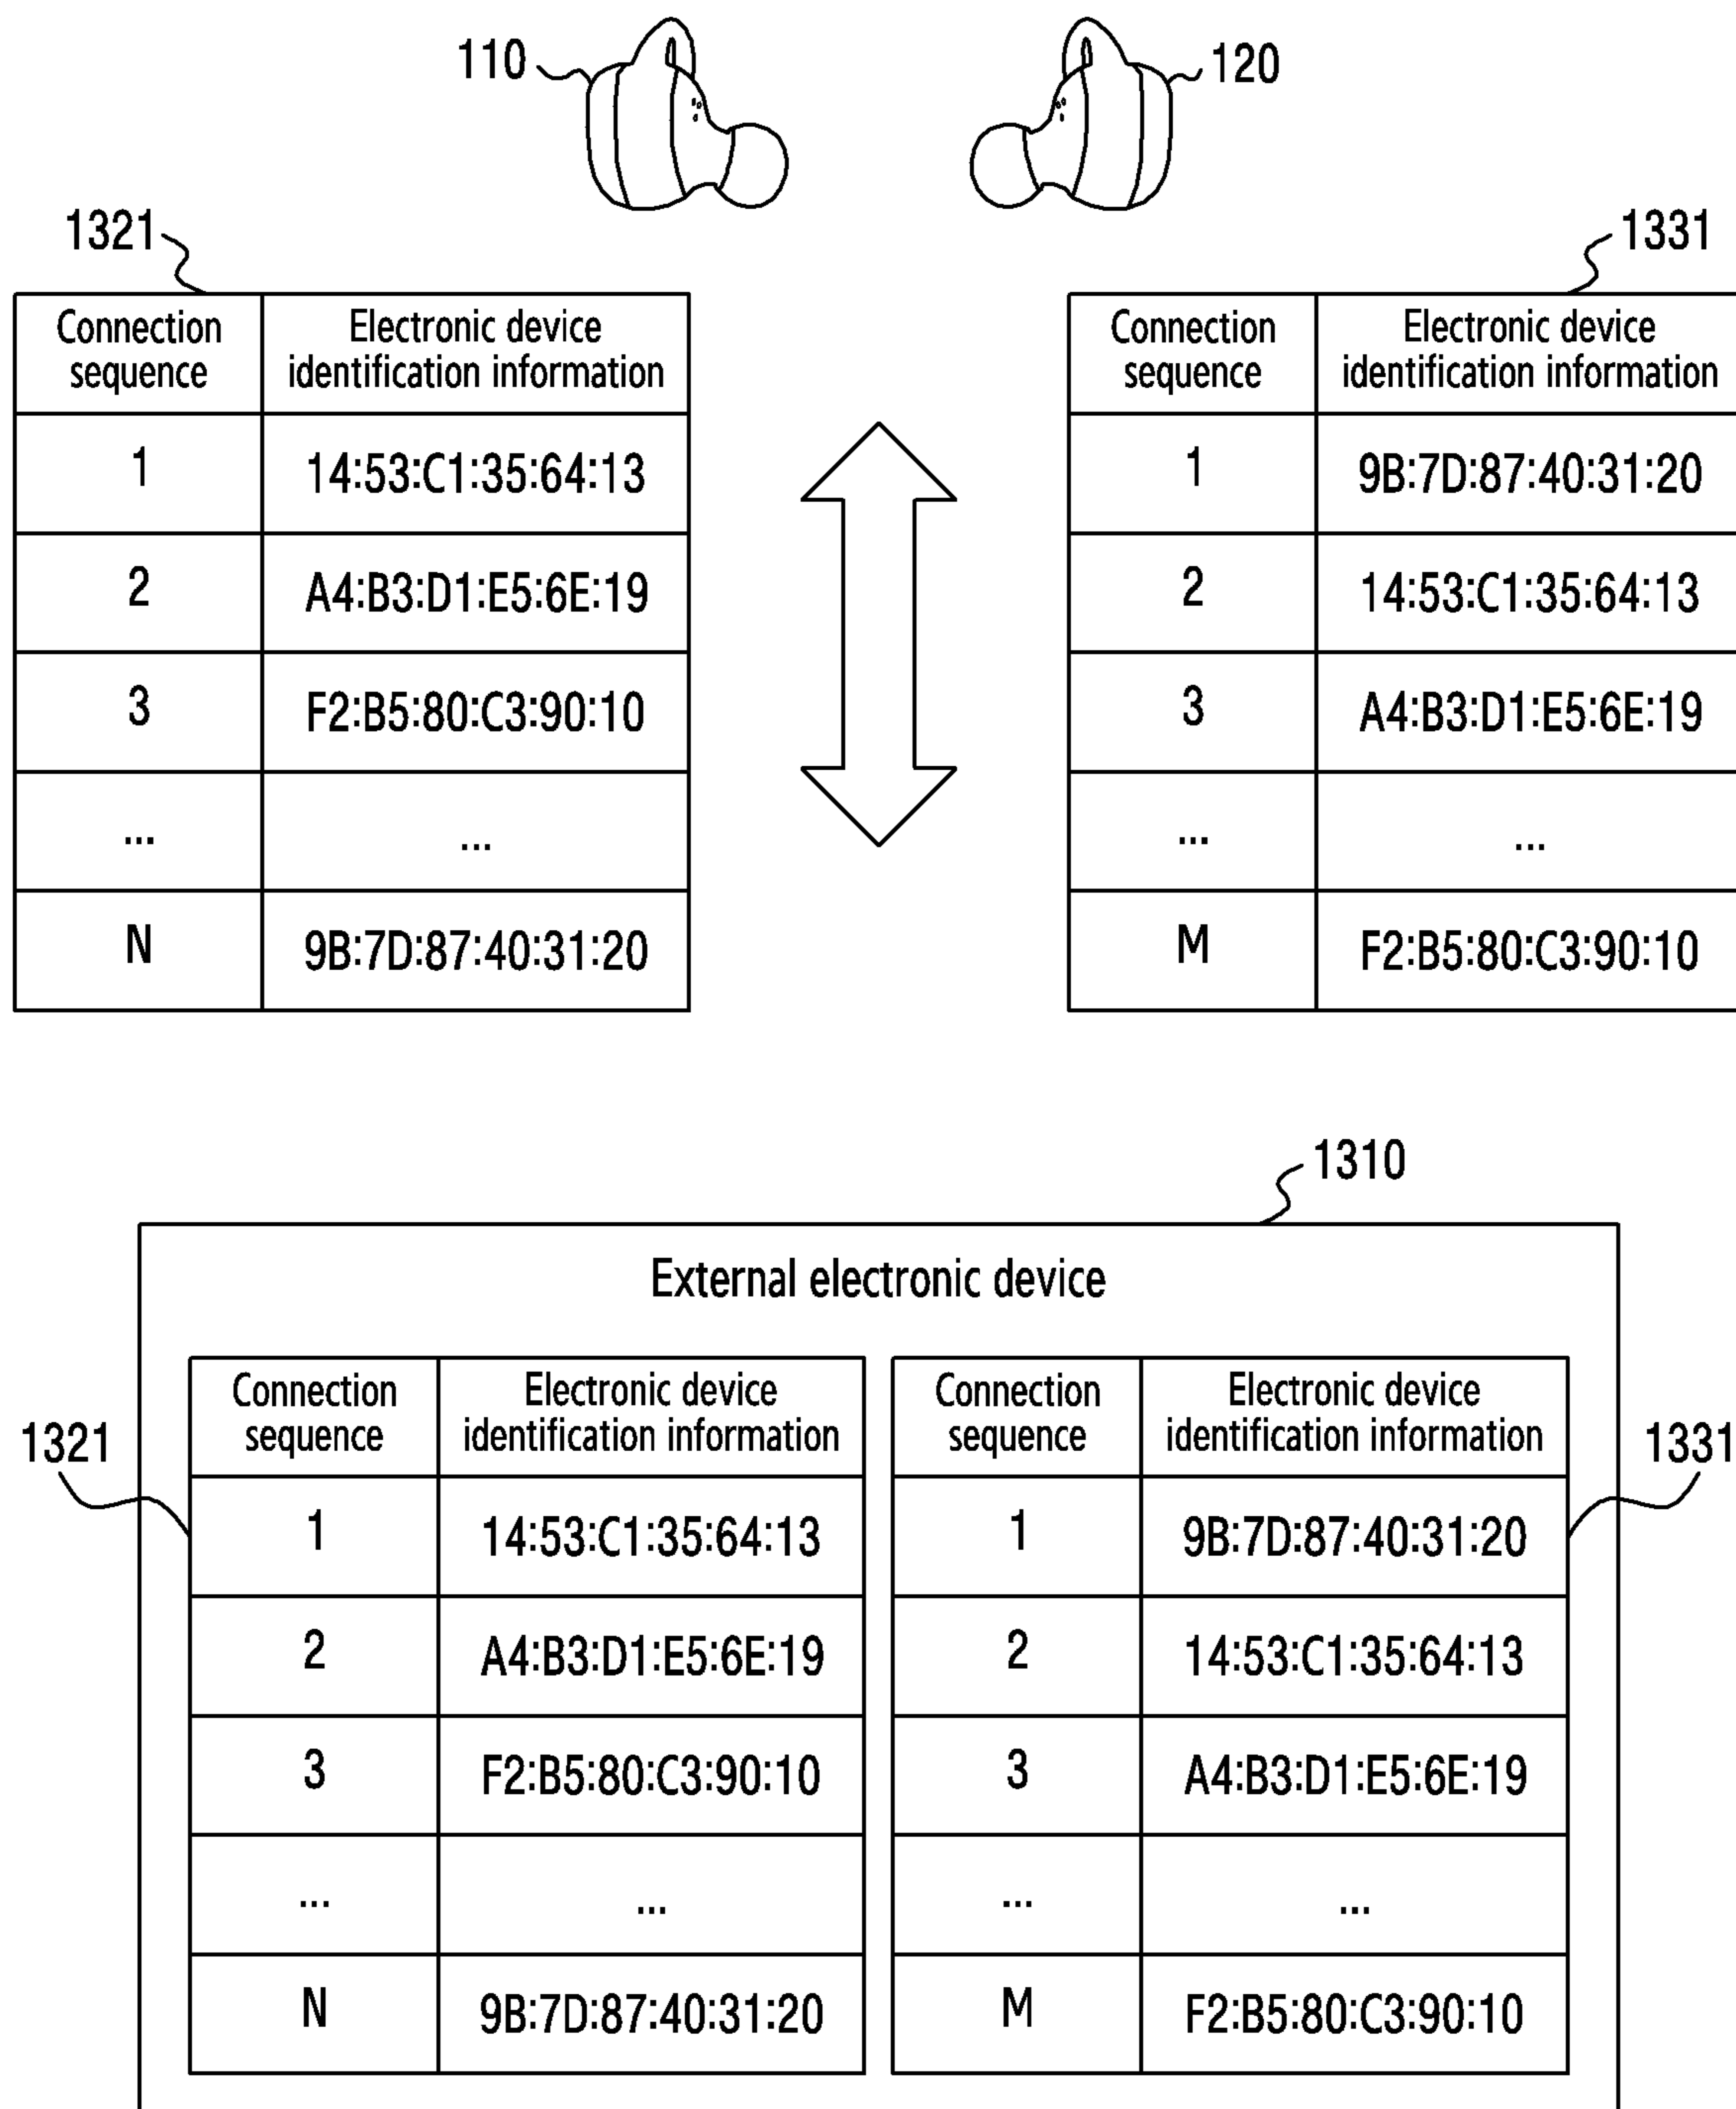 110
120
1321
1331
Connection sequence
Electronic device identification information
1
14:53:C1:35:64:13
2
A4:B3:D1:E5:6E:19
3
F2:B5:80:C3:90:10
...
...
N
9B:7D:87:40:31:20
Connection sequence
Electronic device identification information
1
9B:7D:87:40:31:20
2
14:53:C1:35:64:13
3
A4:B3:D1:E5:6E:19
...
...
M
F2:B5:80:C3:90:10
1310
External electronic device
1321
Connection sequence
Electronic device identification information
1
14:53:C1:35:64:13
2
A4:B3:D1:E5:6E:19
3
F2:B5:80:C3:90:10
...
...
N
9B:7D:87:40:31:20
Connection sequence
Electronic device identification information
1
9B:7D:87:40:31:20
2
14:53:C1:35:64:13
3
A4:B3:D1:E5:6E:19
...
...
M
F2:B5:80:C3:90:10
1331